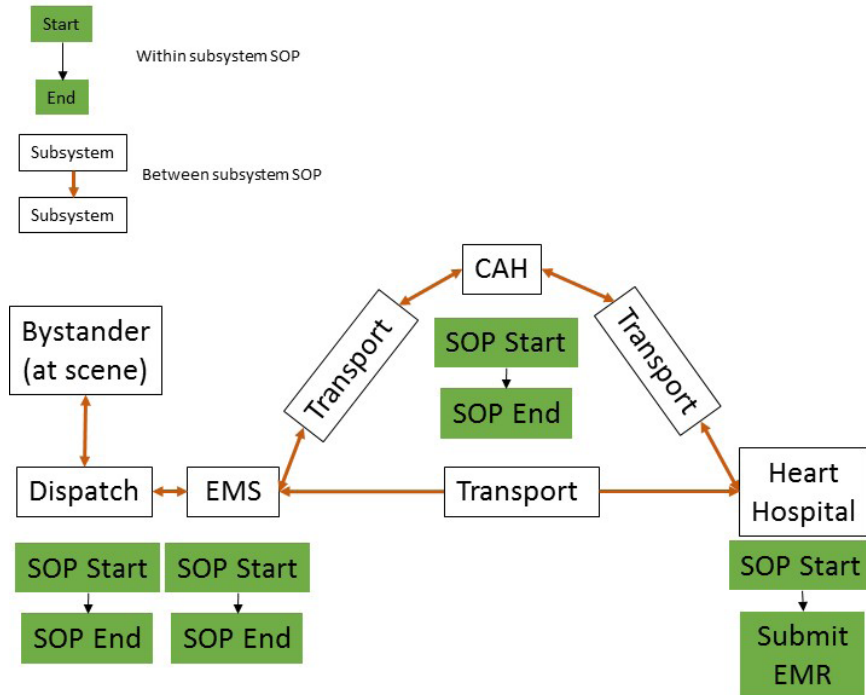 Start
Within subsystem SOP
End
Subsystem
Between subsystem SOP
Subsystem
CAH
Transport
Transport
SOP Start
SOP End
Bystander
(at scene)
Dispatch
EMS
Transport
Heart
Hospital
SOP Start
SOP End
SOP Start
SOP End
SOP Start
Submit
EMR